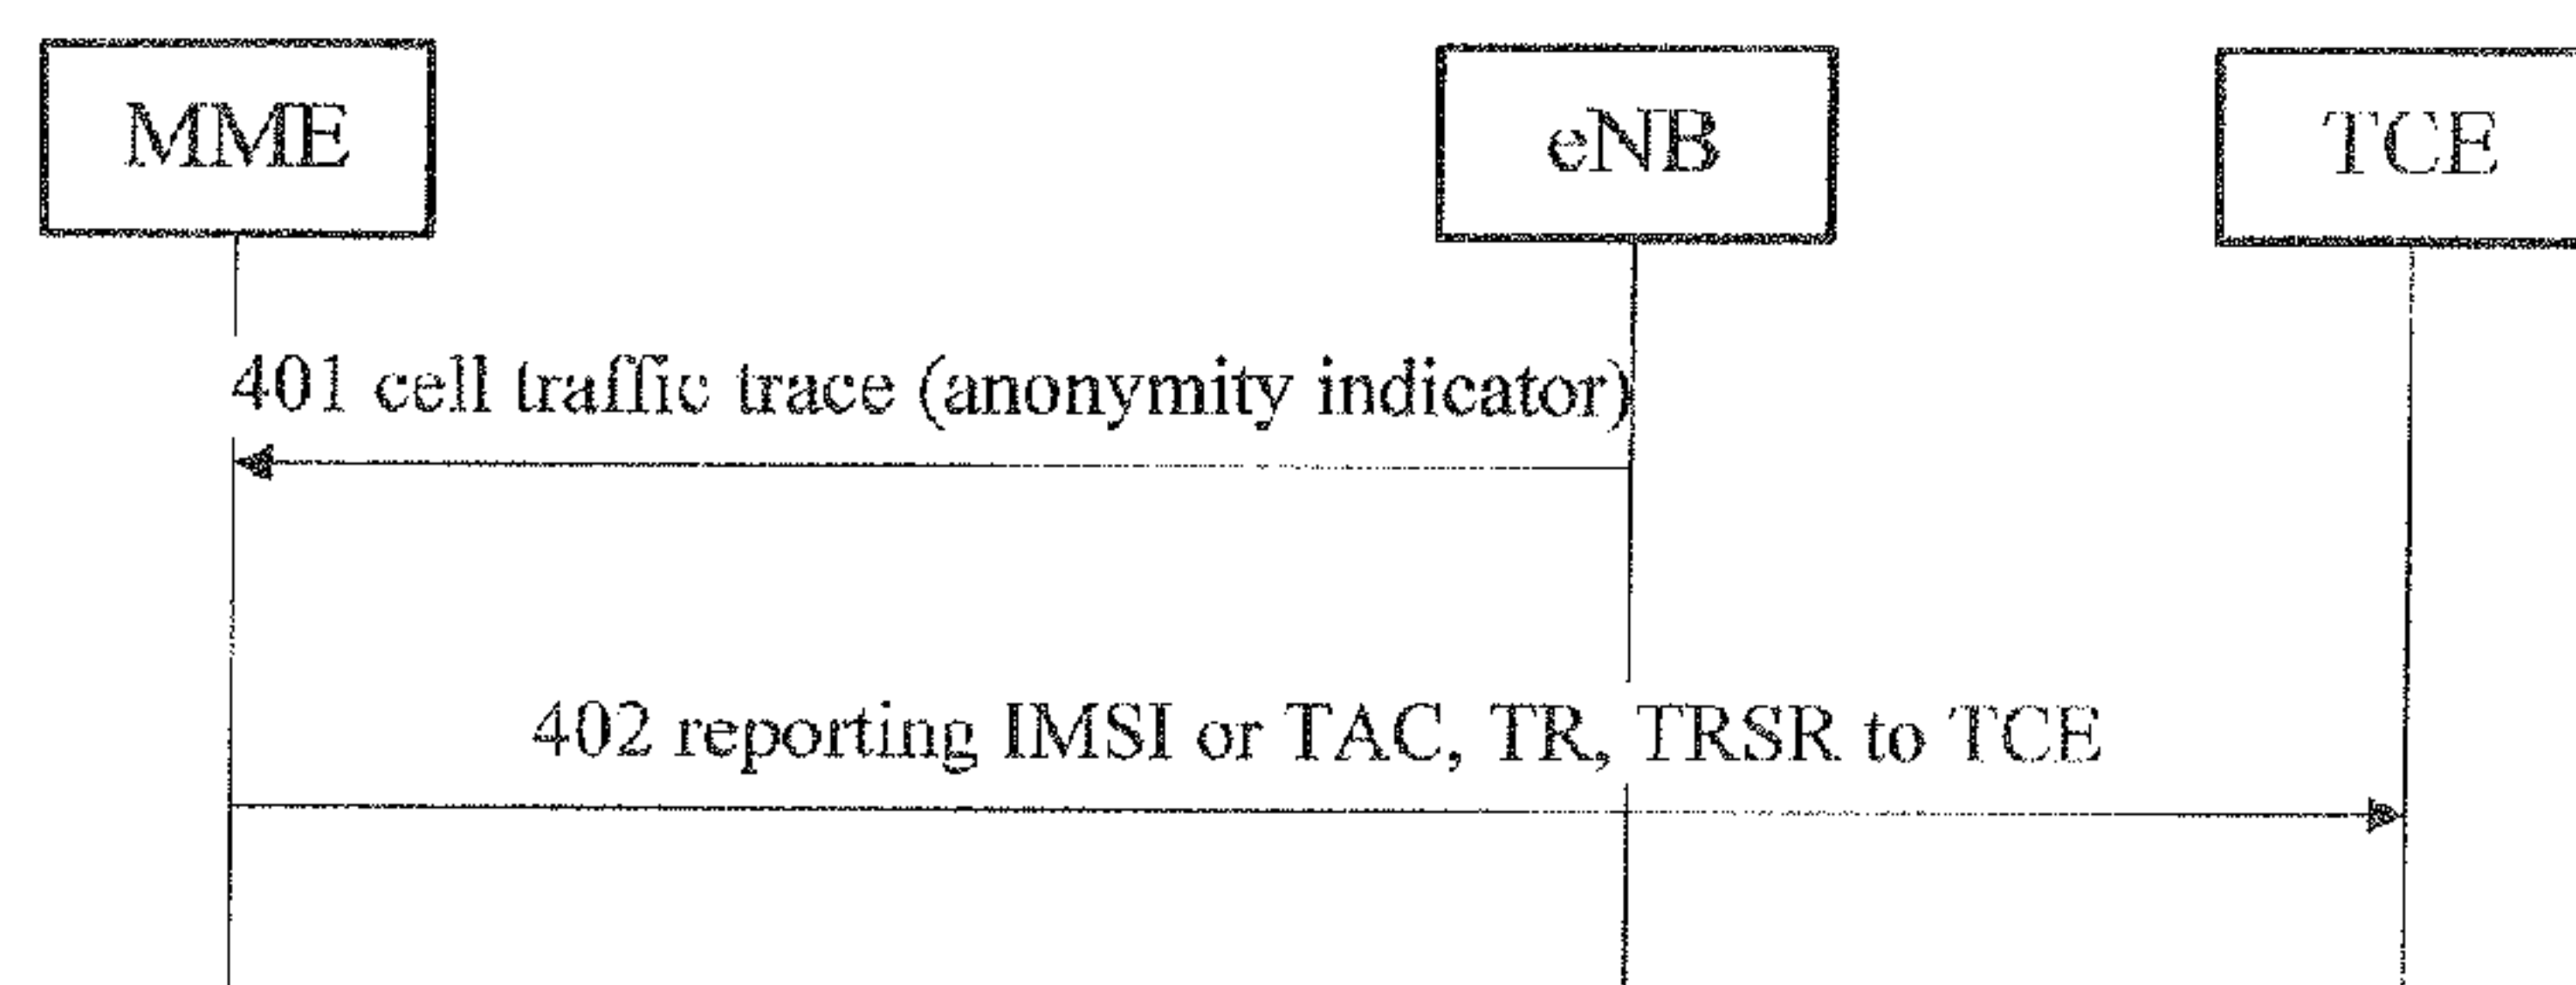 MME
eNB
TCE
401 cell traffic trace (anonymity indicator)
402 reporting IMSI or TAC, TR, TRSR to TCE